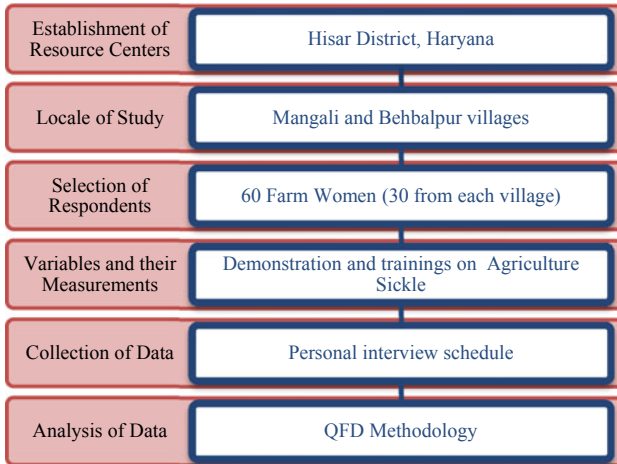 Establishment of
Resource Centers
Hisar District, Haryana
Locale of Study
Mangali and Behbalpur villages
Selection of
Respondents
60 Farm Women (30 from each village)
Variables and their
Measurements
Demonstration and trainings on Agriculture
Sickle
Collection of Data
Personal interview schedule
Analysis of Data
QFD Methodology